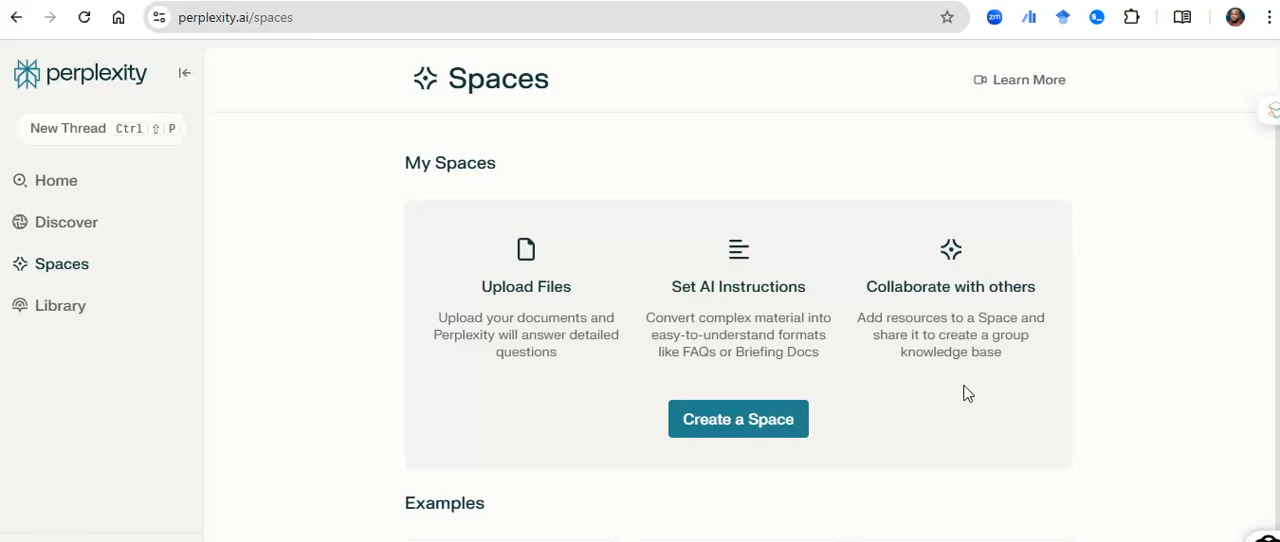 perplexity.ai/spaces
zm
perplexity
Spaces
Learn More
New Thread Ctrl ⇧ P
Home
Discover
Spaces
Library
My Spaces
Upload Files
Upload your documents and
Perplexity will answer detailed
questions
Set AI Instructions
Convert complex material into
easy-to-understand formats
like FAQs or Briefing Docs
Collaborate with others
Add resources to a Space and
share it to create a group
knowledge base
Create a Space
Examples